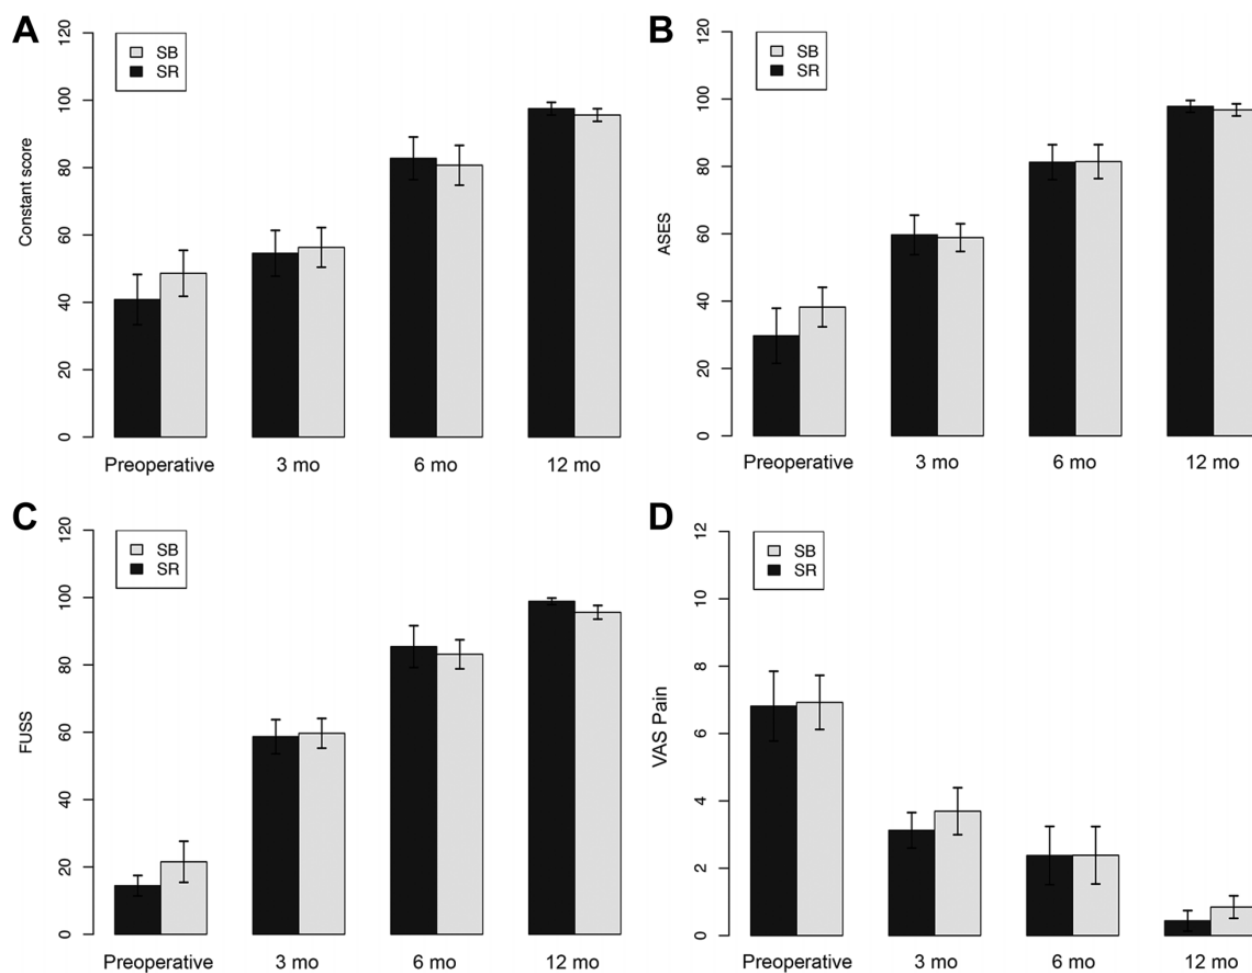 A
Constant score
120
100
80
60
40
20
0
SB
SR
Preoperative 3 mo 6 mo 12 mo
B
ASES
120
100
80
60
40
20
0
SB
SR
Preoperative 3 mo 6 mo 12 mo
C
FUSS
120
100
80
60
40
20
0
SB
SR
Preoperative 3 mo 6 mo 12 mo
D
VAS Pain
12
10
8
6
4
2
0
SB
SR
Preoperative 3 mo 6 mo 12 mo